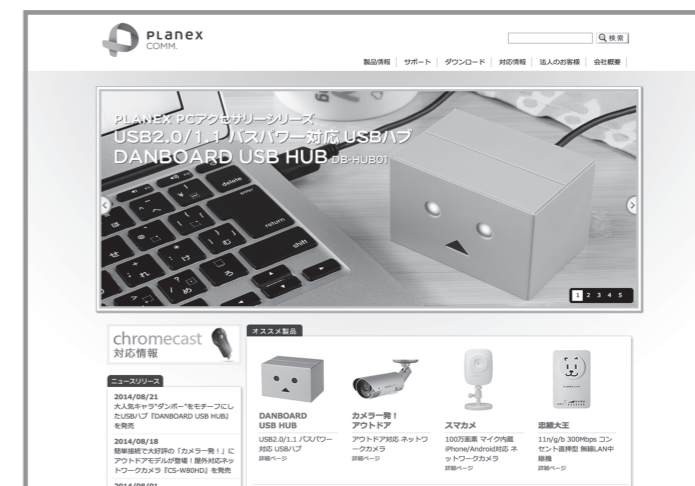 PLANEX
COMM.
検索
製品情報 サポート ダウンロード 対応情報 法人のお客様 会社概要
PLANEX PCアクセサリーシリーズ
USB2.0/1.1 バスパワー対応 USBハブ
DANBOARD USB HUB DB-HUB01
delete
return
shift
1 2 3 4 5
chromecast
対応情報
ニュースリリース
2014/08/21
大人気キャラ"ダンボー"をモチーフにし
たUSBハブ『DANBOARD USB HUB』
を発売
2014/08/18
簡単接続で大好評の「カメラ一発！」に
アウトドアモデルが登場！屋外対応ネッ
トワークカメラ『CS-W80HD』を発売
2014/08/01
オススメ製品
DANBOARD
USB HUB
USB2.0/1.1 バスパワー
対応 USBハブ
詳細ページ
カメラ一発！
アウトドア
アウトドア対応 ネットワ
ークカメラ
詳細ページ
スマカメ
100万画素 マイク内蔵
iPhone/Android対応 ネ
ットワークカメラ
詳細ページ
忠継大王
11n/g/b 300Mbps コン
セント直挿型 無線LAN中
継機
詳細ページ